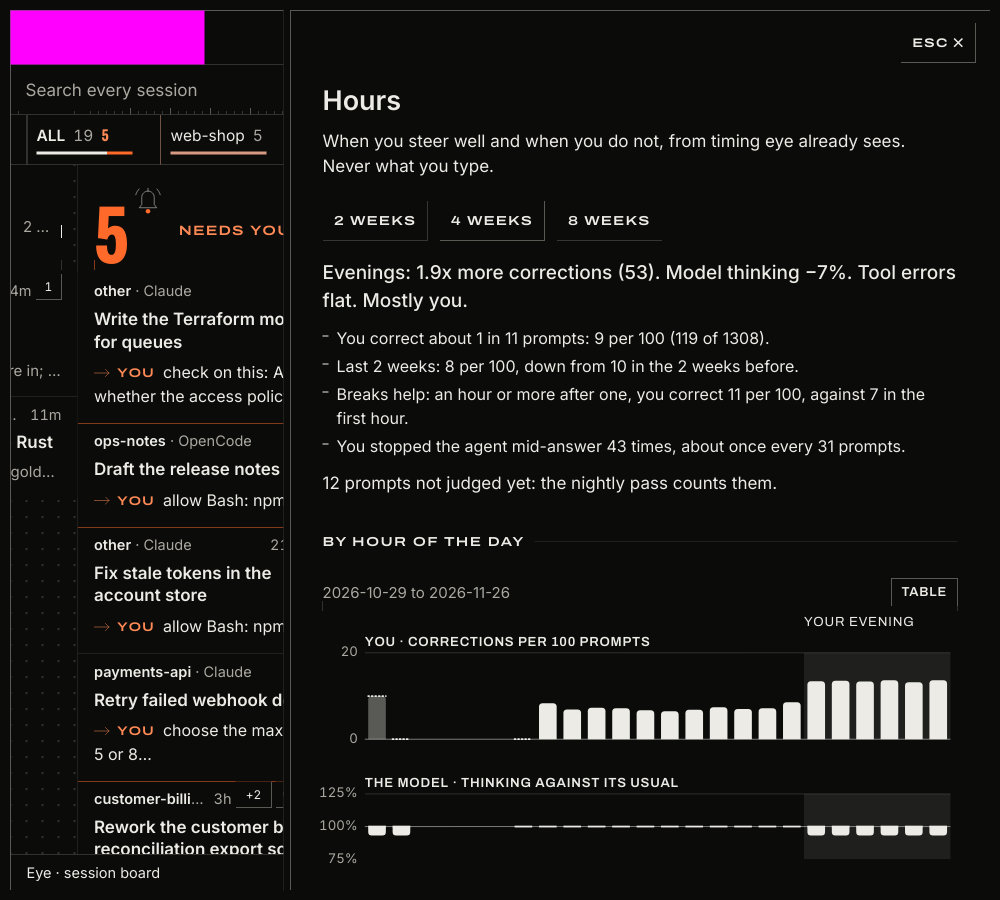 Search every session
ALL 19 5
web-shop 5
2 ...
4m 1
re in; ...
. 11m
Rust
gold...
5
NEEDS YOU
other · Claude
Write the Terraform mo
for queues
→ YOU check on this: A
whether the access polic
ops-notes · OpenCode
Draft the release notes
→ YOU allow Bash: npm
other · Claude 21
Fix stale tokens in the
account store
→ YOU allow Bash: npm
payments-api · Claude
Retry failed webhook d
→ YOU choose the max
5 or 8...
customer-billi... 3h +2
Rework the customer b
reconciliation export sc
Eye · session board
ESC ×
Hours
When you steer well and when you do not, from timing eye already sees.
Never what you type.
2 WEEKS
4 WEEKS
8 WEEKS
Evenings: 1.9x more corrections (53). Model thinking −7%. Tool errors
flat. Mostly you.
– You correct about 1 in 11 prompts: 9 per 100 (119 of 1308).
– Last 2 weeks: 8 per 100, down from 10 in the 2 weeks before.
– Breaks help: an hour or more after one, you correct 11 per 100, against 7 in the
first hour.
– You stopped the agent mid-answer 43 times, about once every 31 prompts.
12 prompts not judged yet: the nightly pass counts them.
BY HOUR OF THE DAY
2026-10-29 to 2026-11-26
TABLE
YOUR EVENING
YOU · CORRECTIONS PER 100 PROMPTS
20
0
THE MODEL · THINKING AGAINST ITS USUAL
125%
100%
75%